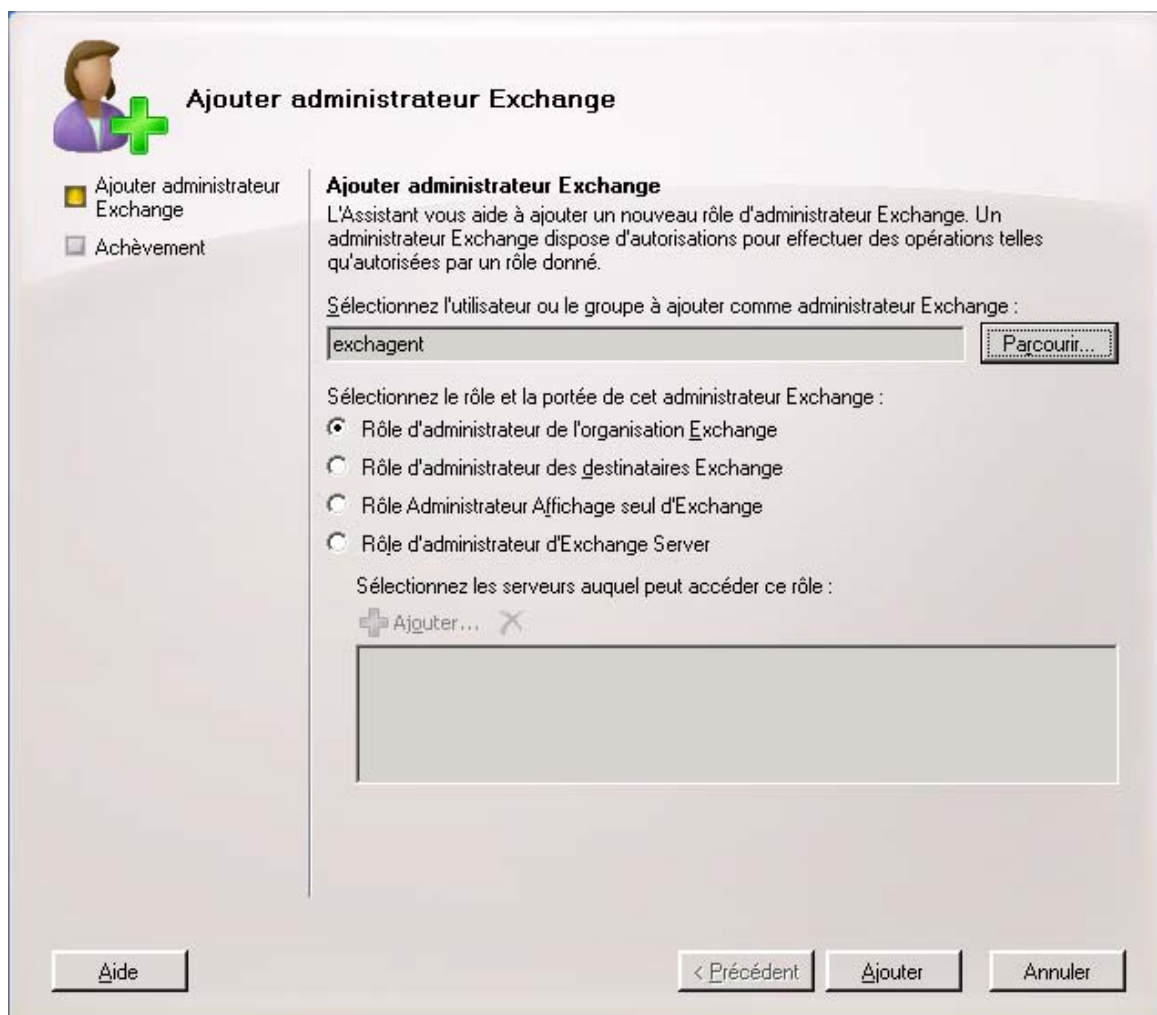 Ajouter administrateur Exchange
Ajouter administrateur
Exchange
Achèvement
Ajouter administrateur Exchange
L'Assistant vous aide à ajouter un nouveau rôle d'administrateur Exchange. Un
administrateur Exchange dispose d'autorisations pour effectuer des opérations telles
qu'autorisées par un rôle donné.
Sélectionnez l'utilisateur ou le groupe à ajouter comme administrateur Exchange :
exchagent
Parcourir...
Sélectionnez le rôle et la portée de cet administrateur Exchange :
Rôle d'administrateur de l'organisation Exchange
Rôle d'administrateur des destinataires Exchange
Rôle Administrateur Affichage seul d'Exchange
Rôle d'administrateur d'Exchange Server
Sélectionnez les serveurs auquel peut accéder ce rôle :
Ajouter...
Aide
< Précédent
Ajouter
Annuler